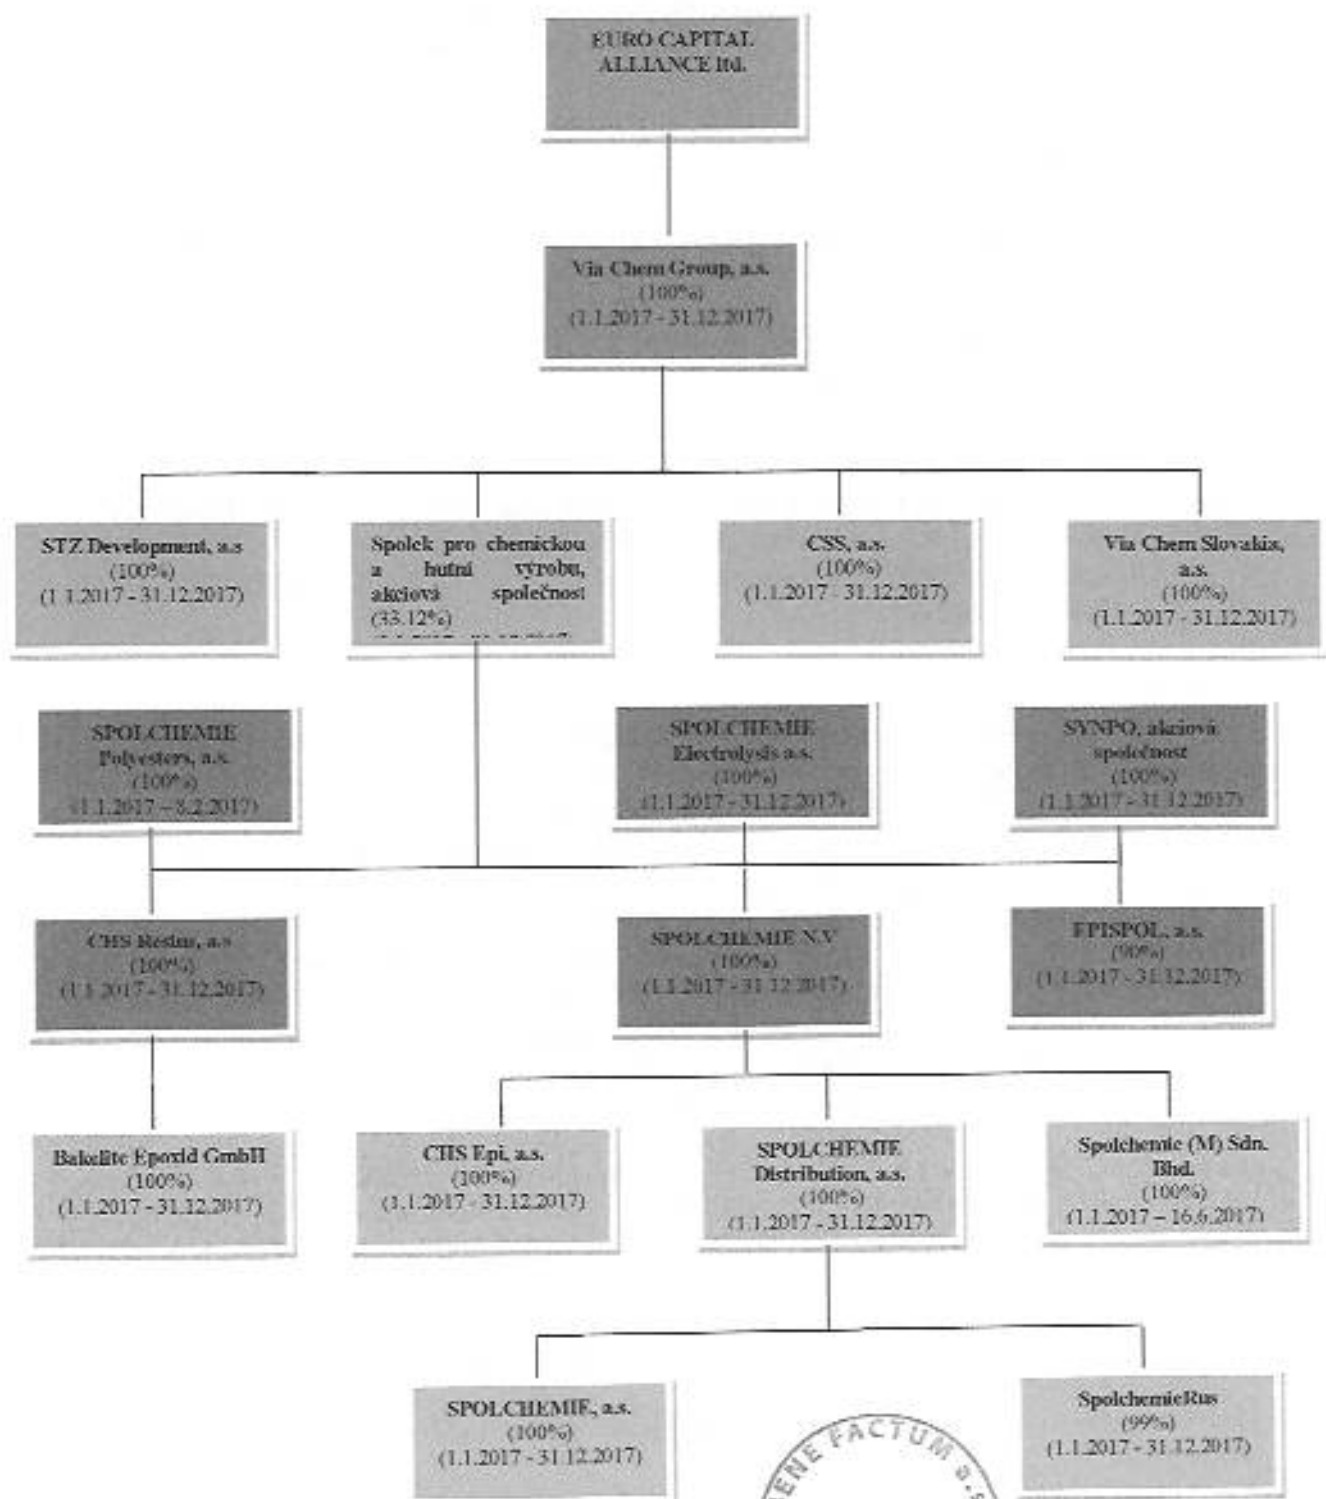 EURO CAPITAL
ALLIANCE ltd.
Via Chem Group, a.s.
(100%)
(1.1.2017 - 31.12.2017)
STZ Development, a.s
(100%)
(1.1.2017 - 31.12.2017)
Spolek pro chemickou
a hutní výrobu,
akciová společnost
(33.12%)
CSS, a.s.
(100%)
(1.1.2017 - 31.12.2017)
Via Chem Slovakia,
a.s.
(100%)
(1.1.2017 - 31.12.2017)
SPOLCHEMIE
Polyesters, a.s.
(100%)
(1.1.2017 – 8.2.2017)
SPOLCHEMIE
Electrolysis a.s.
(100%)
(1.1.2017 - 31.12.2017)
SYNPO, akciová
společnost
(100%)
(1.1.2017 - 31.12.2017)
CHS Resins, a.s
(100%)
(1.1.2017 - 31.12.2017)
SPOLCHEMIE N.V
(100%)
(1.1.2017 - 31.12.2017)
EPISPOL, a.s.
(90%)
(1.1.2017 - 31.12.2017)
Bakelite Epoxid GmbH
(100%)
(1.1.2017 - 31.12.2017)
CHS Epi, a.s.
(100%)
(1.1.2017 - 31.12.2017)
SPOLCHEMIE
Distribution, a.s.
(100%)
(1.1.2017 - 31.12.2017)
Spolchemie (M) Sdn.
Bhd.
(100%)
(1.1.2017 – 16.6.2017)
SPOLCHEMIE, a.s.
(100%)
(1.1.2017 - 31.12.2017)
SpolchemieRus
(99%)
(1.1.2017 - 31.12.2017)
BENE FACTUM a.s.